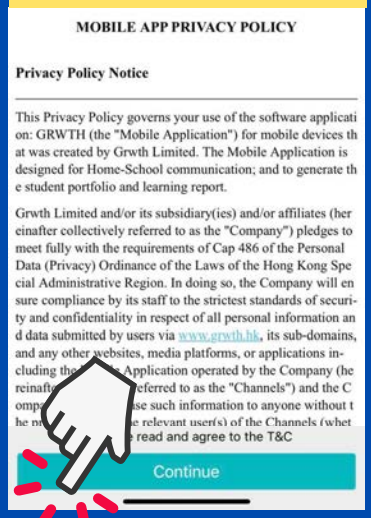 MOBILE APP PRIVACY POLICY
Privacy Policy Notice
This Privacy Policy governs your use of the software applicati
on: GRWTH (the "Mobile Application") for mobile devices th
at was created by Grwth Limited. The Mobile Application is
designed for Home-School communication; and to generate th
e student portfolio and learning report.
Grwth Limited and/or its subsidiary(ies) and/or affiliates (her
einafter collectively referred to as the "Company") pledges to
meet fully with the requirements of Cap 486 of the Personal
Data (Privacy) Ordinance of the Laws of the Hong Kong Spe
cial Administrative Region. In doing so, the Company will en
sure compliance by its staff to the strictest standards of securi-
ty and confidentiality in respect of all personal information an
d data submitted by users via www.grwth.hk, its sub-domains,
and any other websites, media platforms, or applications in-
cluding the Application operated by the Company (he
reinafter referred to as the "Channels") and the C
ompa se such information to anyone without t
he relevant user(s) of the Channels (whet
read and agree to the T&C
Continue